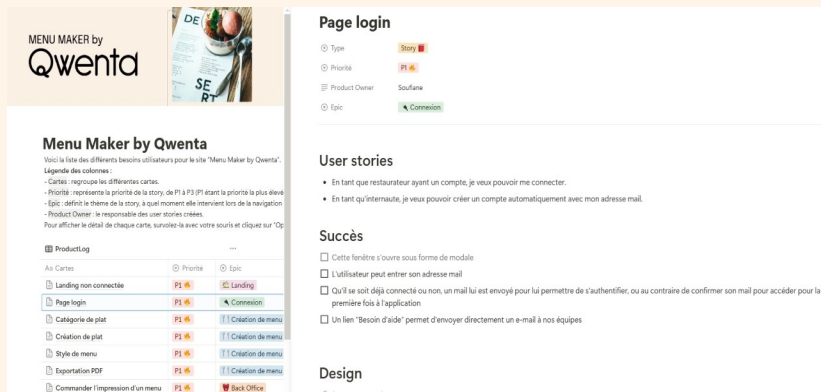 MENU MAKER by
Qwenta
DE
SE
RT
Menu Maker by Qwenta
Voici la liste des différents besoins utilisateurs pour le site "Menu Maker by Qwenta".
Légende des colonnes :
- Cartes : regroupe les différentes cartes.
- Priorité : représente la priorité de la story, de P1 à P3 (P1 étant la priorité la plus élevé
- Epic : définit le thème de la story, à quel moment elle intervient lors de la navigation
- Product Owner : le responsable des user stories créées.
Pour afficher le détail de chaque carte, survolez-la avec votre souris et cliquez sur "Op
ProductLog
Aa Cartes Priorité Epic
Landing non connectée P1 Landing
Page login P1 Connexion
Catégorie de plat P1 Création de menu
Création de plat P1 Création de menu
Style de menu P1 Création de menu
Exportation PDF P1 Création de menu
Commander l'impression d'un menu P1 Back Office
Page login
Type Story
Priorité P1
Product Owner Soufiane
Epic Connexion
User stories
• En tant que restaurateur ayant un compte, je veux pouvoir me connecter.
• En tant qu'internaute, je veux pouvoir créer un compte automatiquement avec mon adresse mail.
Succès
Cette fenêtre s'ouvre sous forme de modale
L'utilisateur peut entrer son adresse mail
Qu'il se soit déjà connecté ou non, un mail lui est envoyé pour lui permettre de s'authentifier, ou au contraire de confirmer son mail pour accéder pour la
première fois à l'application
Un lien "Besoin d'aide" permet d'envoyer directement un e-mail à nos équipes
Design